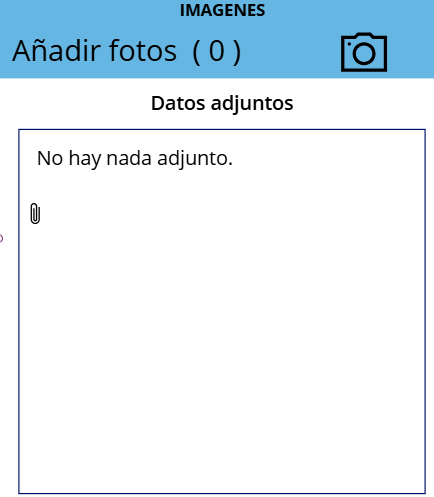 IMAGENES
Añadir fotos ( 0 )
Datos adjuntos
No hay nada adjunto.